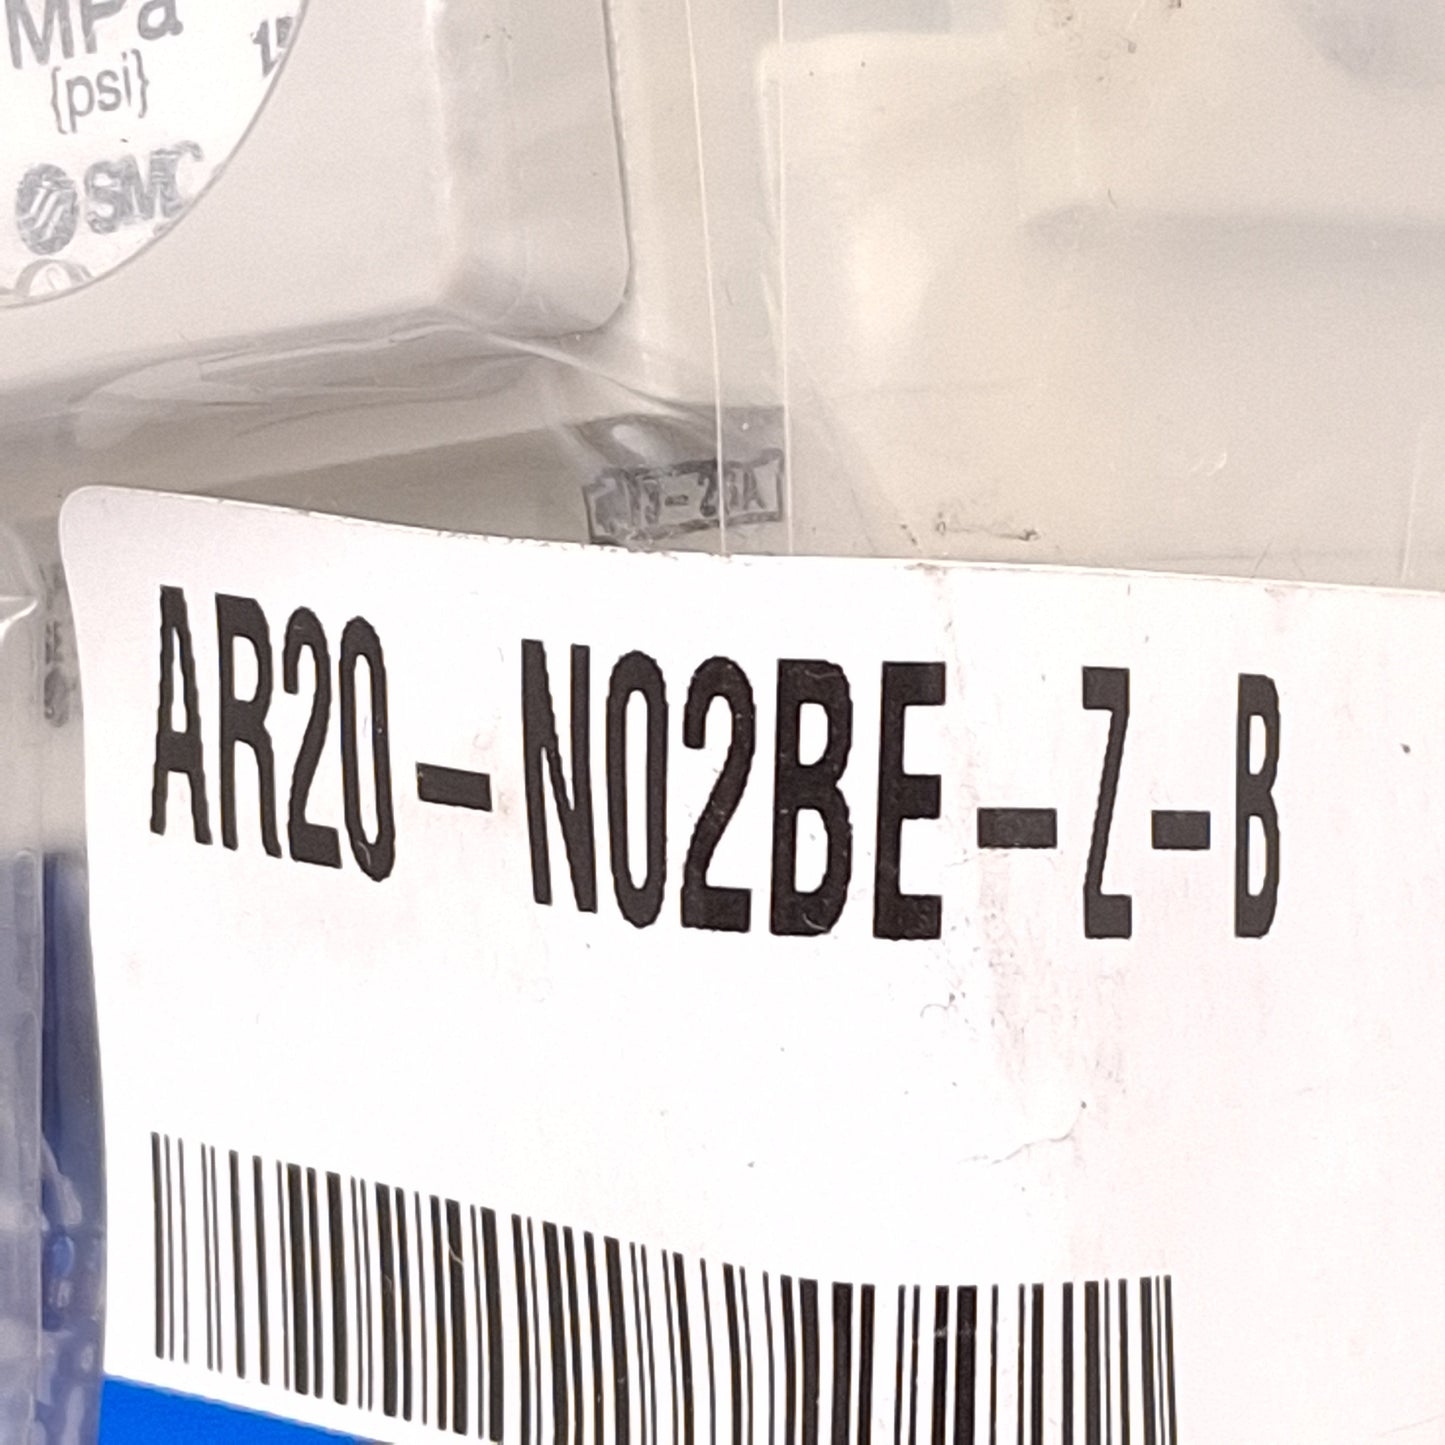 MPa
{psi}
SMC
AR20-N02BE-Z-B